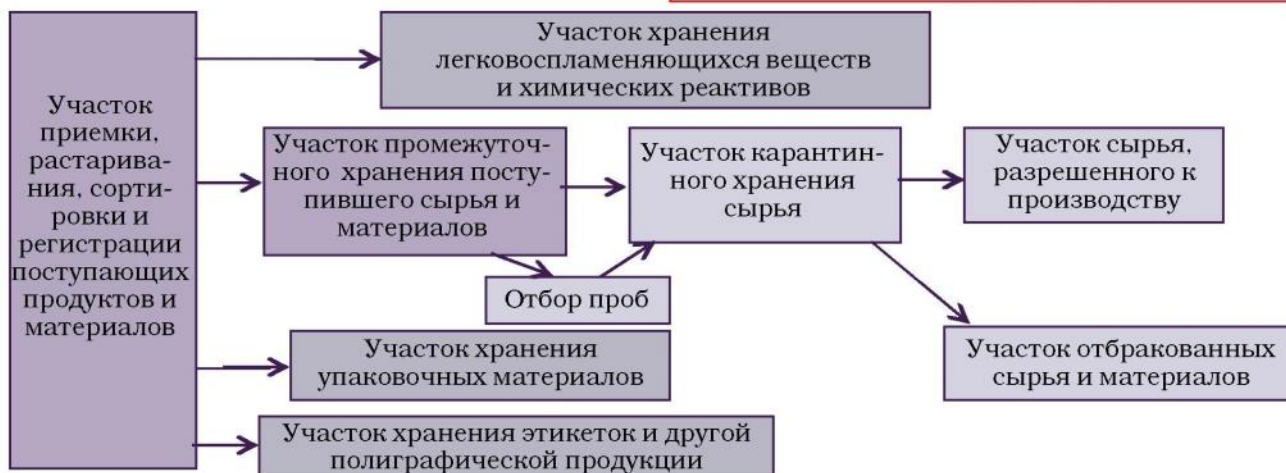 Участок
приемки,
растарива-
ния, сорти-
ровки и
регистрации
поступающих
продуктов и
материалов
Участок хранения
легковоспламеняющихся веществ
и химических реактивов
Участок промежуточ-
ного хранения посту-
пившего сырья и
материалов
Отбор проб
Участок карантин-
ного хранения
сырья
Участок сырья,
разрешенного к
производству
Участок отбракованных
сырья и материалов
Участок хранения
упаковочных материалов
Участок хранения этикеток и другой
полиграфической продукции